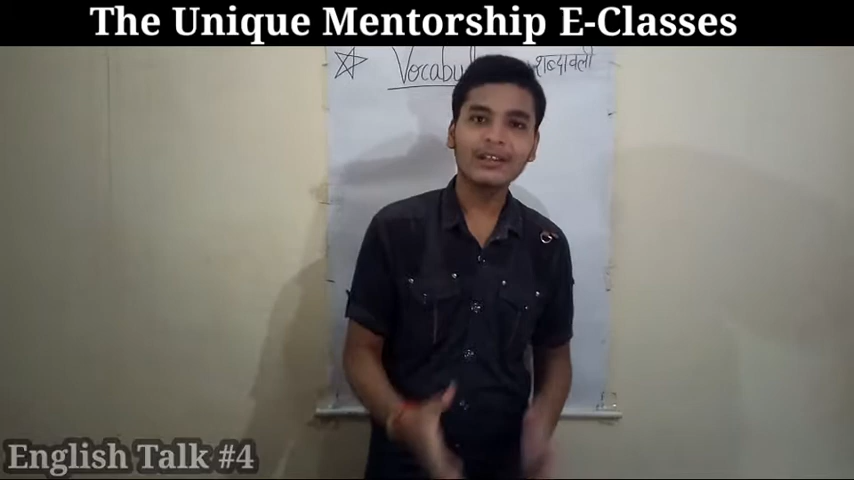 The Unique Mentorship E-Classes
शब्दावली
English Talk #4